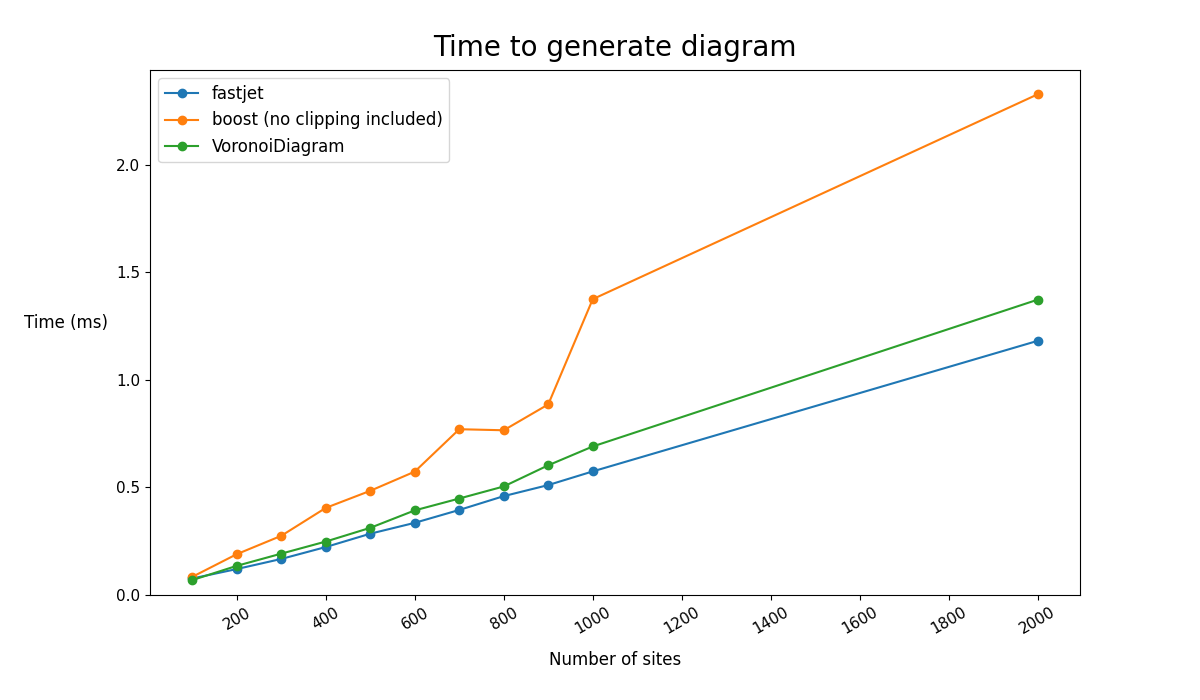 Time to generate diagram
fastjet
boost (no clipping included)
VoronoiDiagram
2.0
1.5
Time (ms)
1.0
0.5
0.0
200 400 600 800 1000 1200 1400 1600 1800 2000
Number of sites